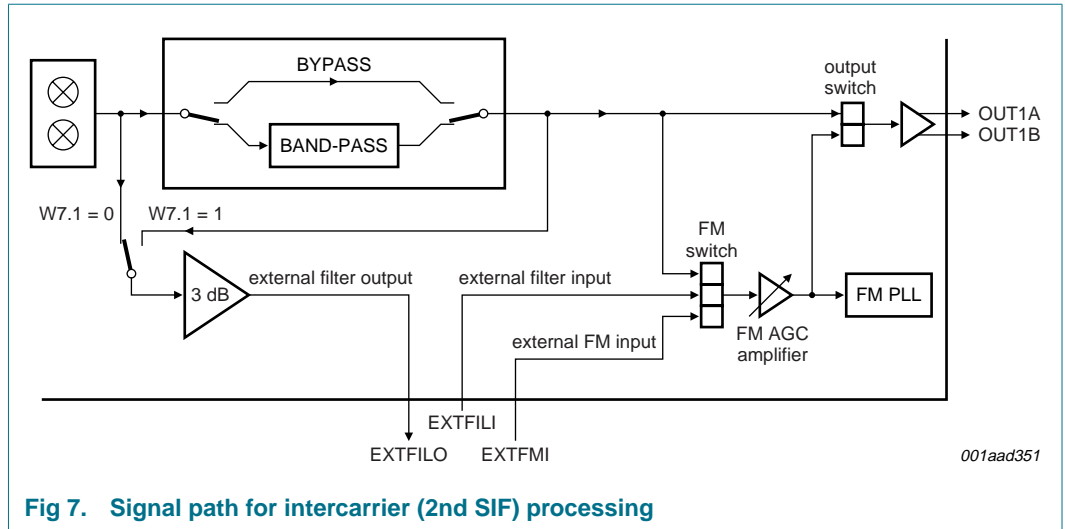 BYPASS
BAND-PASS
output
switch
OUT1A
OUT1B
W7.1 = 0
W7.1 = 1
FM
switch
3 dB
external filter output
external filter input
external FM input
FM PLL
FM AGC
amplifier
EXTFILI
EXTFILO
EXTFMI
001aad351
Fig 7. Signal path for intercarrier (2nd SIF) processing